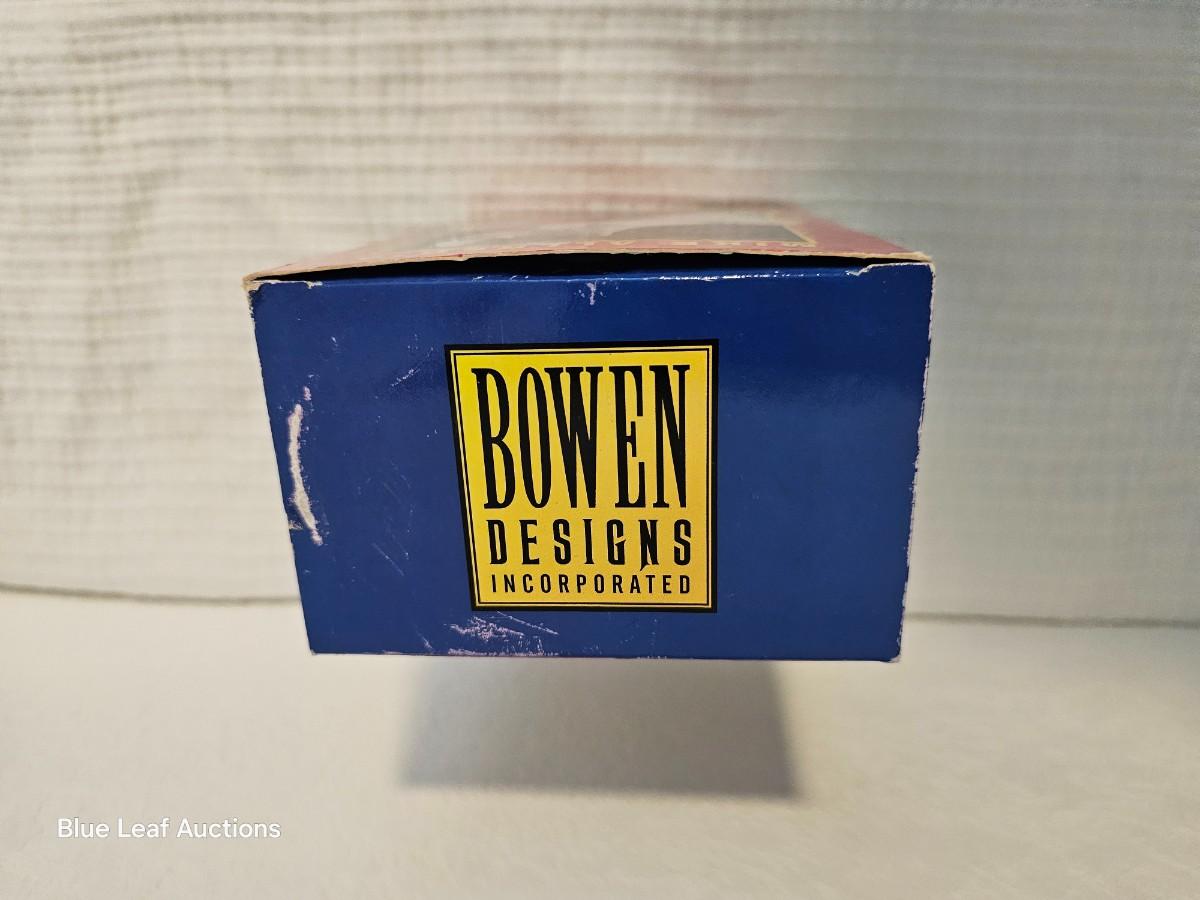 BOWEN
DESIGNS
INCORPORATED
Blue Leaf Auctions